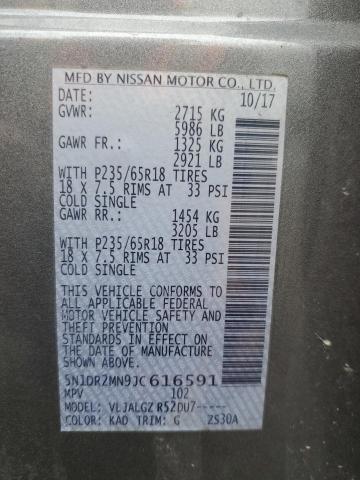 MFD BY NISSAN MOTOR CO., LTD.
DATE: 10/17
GVWR: 2715 KG
5986 LB
GAWR FR.: 1325 KG
2921 LB
WITH P235/65R18 TIRES
18 X 7.5 RIMS AT 33 PSI
COLD SINGLE
GAWR RR.: 1454 KG
3205 LB
WITH P235/65R18 TIRES
18 X 7.5 RIMS AT 33 PSI
COLD SINGLE
THIS VEHICLE CONFORMS TO
ALL APPLICABLE FEDERAL
MOTOR VEHICLE SAFETY AND
THEFT PREVENTION
STANDARDS IN EFFECT ON
THE DATE OF MANUFACTURE
SHOWN ABOVE.
5N1DR2MN9JC616591
MPV 102
MODEL: VLJALGZ R52DU7-----
COLOR: KAD TRIM: G ZS30A